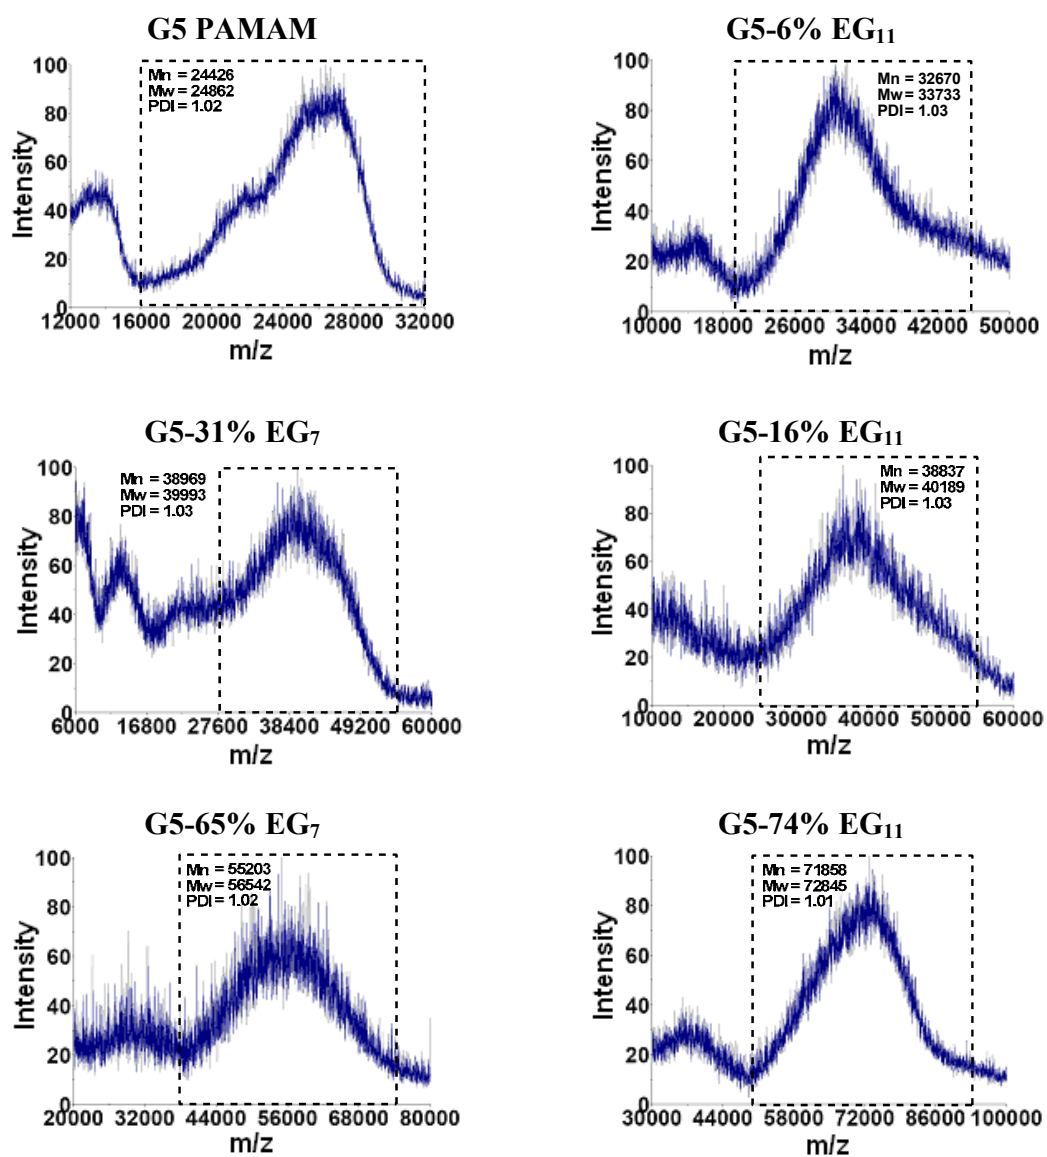 G5 PAMAM
Mn = 24426
Mw = 24862
PDI = 1.02
100
80
60
40
20
0
Intensity
12000 16000 20000 24000 28000 32000
m/z
G5-6% EG₁₁
Mn = 32670
Mw = 33733
PDI = 1.03
100
80
60
40
20
0
Intensity
10000 18000 26000 34000 42000 50000
m/z
G5-31% EG₇
Mn = 38969
Mw = 39993
PDI = 1.03
100
80
60
40
20
0
Intensity
6000 16800 27600 38400 49200 60000
m/z
G5-16% EG₁₁
Mn = 38837
Mw = 40189
PDI = 1.03
100
80
60
40
20
0
Intensity
10000 20000 30000 40000 50000 60000
m/z
G5-65% EG₇
Mn = 55203
Mw = 56542
PDI = 1.02
100
80
60
40
20
0
Intensity
20000 32000 44000 56000 68000 80000
m/z
G5-74% EG₁₁
Mn = 71858
Mw = 72845
PDI = 1.01
100
80
60
40
20
0
Intensity
30000 44000 58000 72000 86000 100000
m/z